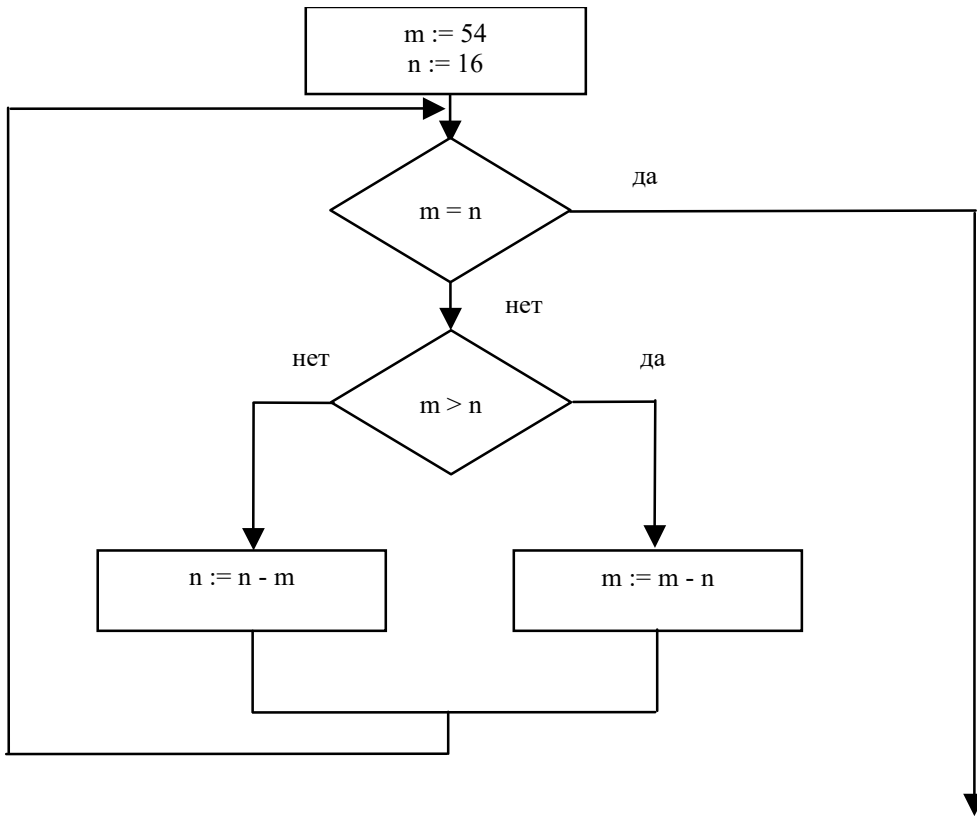 m := 54
n := 16
да
m = n
нет
нет
да
m > n
n := n - m
m := m - n